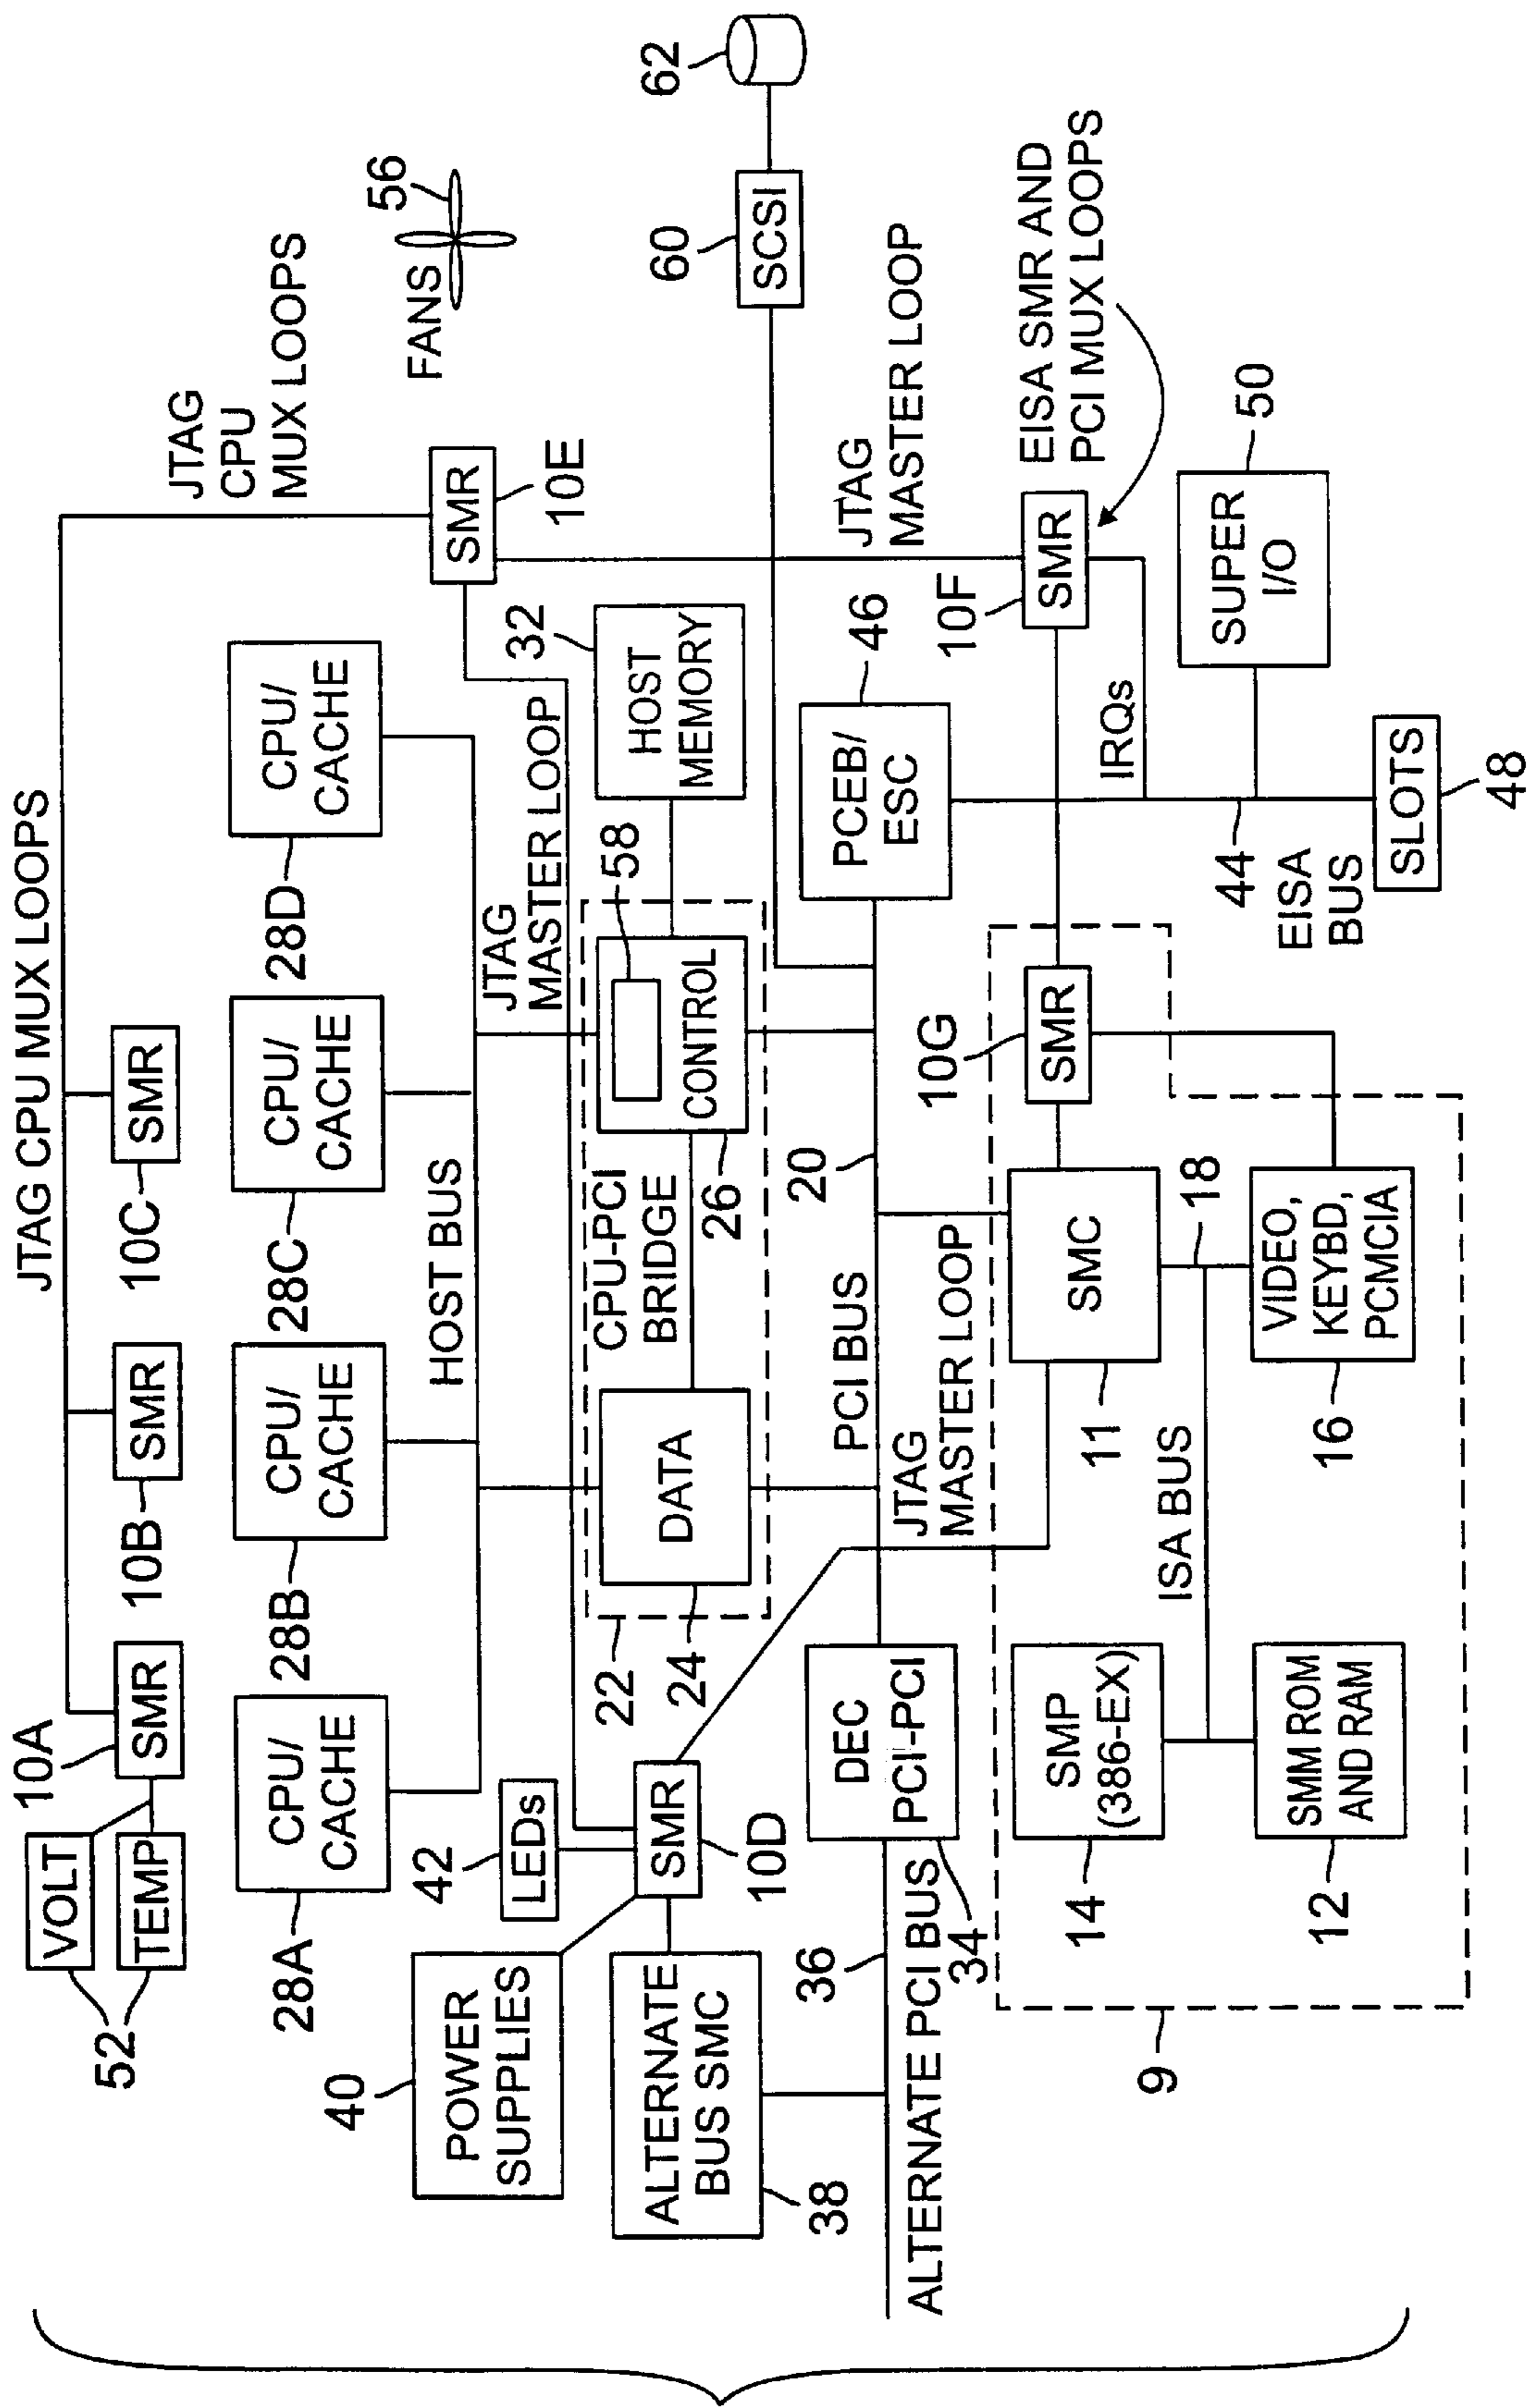 JTAG CPU MUX LOOPS
JTAG
CPU
MUX LOOPS
52
VOLT
TEMP
10A
SMR
10B
SMR
10C
SMR
FANS
56
28A
CPU/
CACHE
28B
CPU/
CACHE
28C
CPU/
CACHE
28D
CPU/
CACHE
SMR
10E
HOST BUS
JTAG
MASTER LOOP
40
POWER
SUPPLIES
42
LEDs
SMR
10D
22
24
DATA
CPU-PCI
BRIDGE
26
CONTROL
58
32
HOST
MEMORY
60
SCSI
62
ALTERNATE
BUS SMC
38
36
ALTERNATE PCI BUS
34
DEC
PCI-PCI
PCI BUS
20
PCEB/
ESC
46
JTAG
MASTER LOOP
JTAG
MASTER LOOP
10G
SMR
10F
SMR
EISA SMR AND
PCI MUX LOOPS
IRQs
9
14
SMP
(386-EX)
12
SMM ROM
AND RAM
ISA BUS
11
SMC
18
16
VIDEO,
KEYBD,
PCMCIA
44
EISA
BUS
SLOTS
48
SUPER
I/O
50